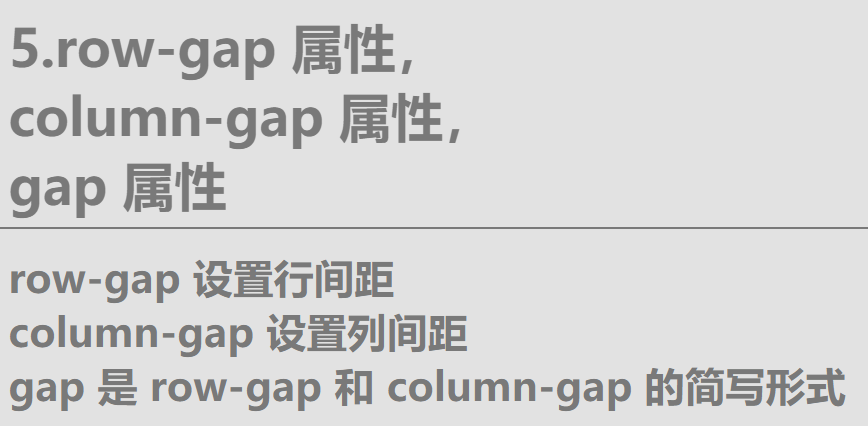 5.row-gap 属性，
column-gap 属性，
gap 属性
row-gap 设置行间距
column-gap 设置列间距
gap 是 row-gap 和 column-gap 的简写形式